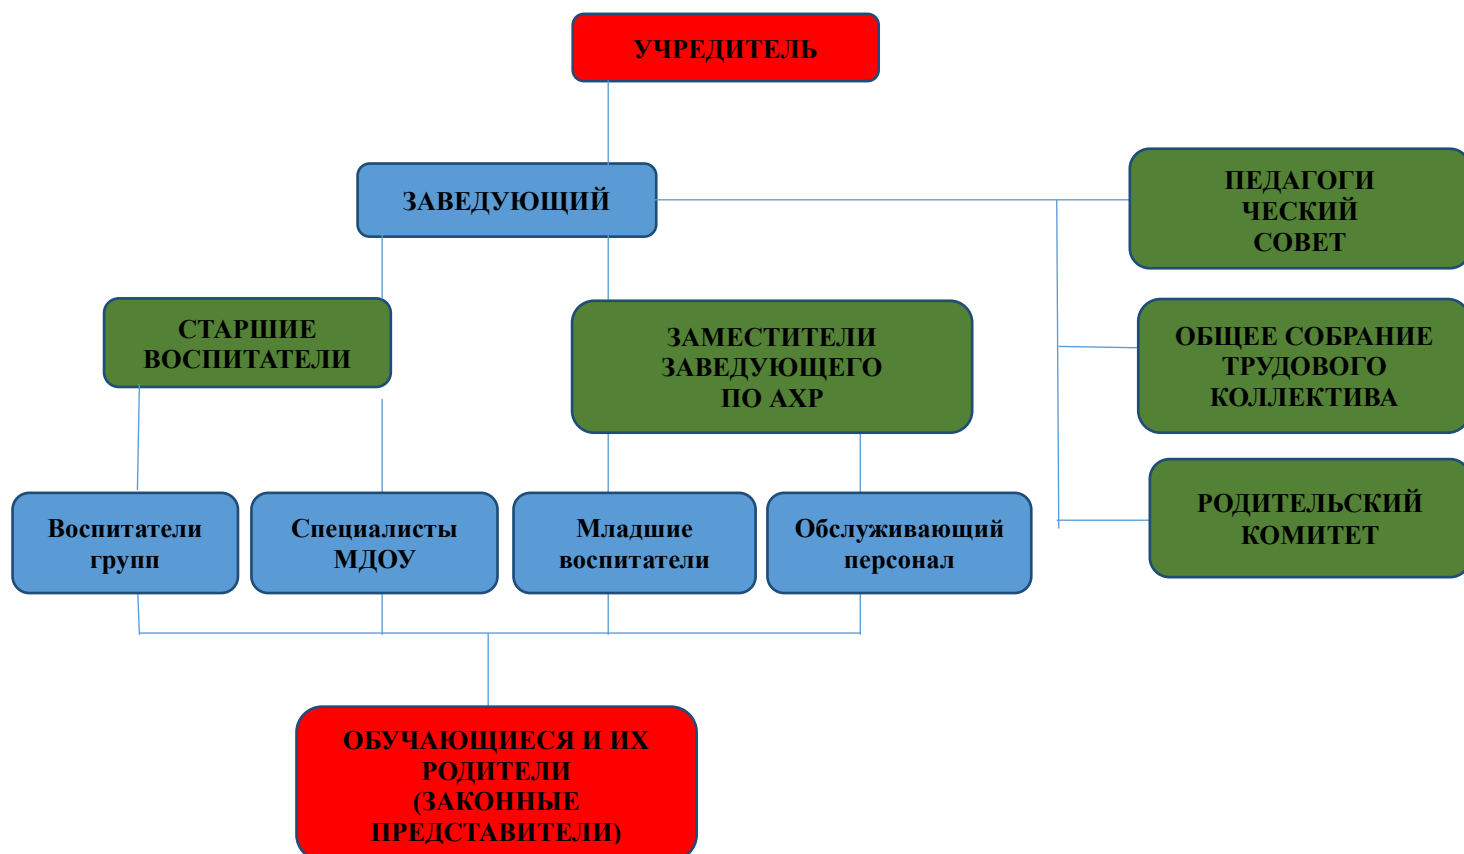 УЧРЕДИТЕЛЬ
ЗАВЕДУЮЩИЙ
ПЕДАГОГИ
ЧЕСКИЙ
СОВЕТ
СТАРШИЕ
ВОСПИТАТЕЛИ
ЗАМЕСТИТЕЛИ
ЗАВЕДУЮЩЕГО
ПО АХР
ОБЩЕЕ СОБРАНИЕ
ТРУДОВОГО
КОЛЛЕКТИВА
РОДИТЕЛЬСКИЙ
КОМИТЕТ
Воспитатели
групп
Специалисты
МДОУ
Младшие
воспитатели
Обслуживающий
персонал
ОБУЧАЮЩИЕСЯ И ИХ
РОДИТЕЛИ
(ЗАКОННЫЕ
ПРЕДСТАВИТЕЛИ)